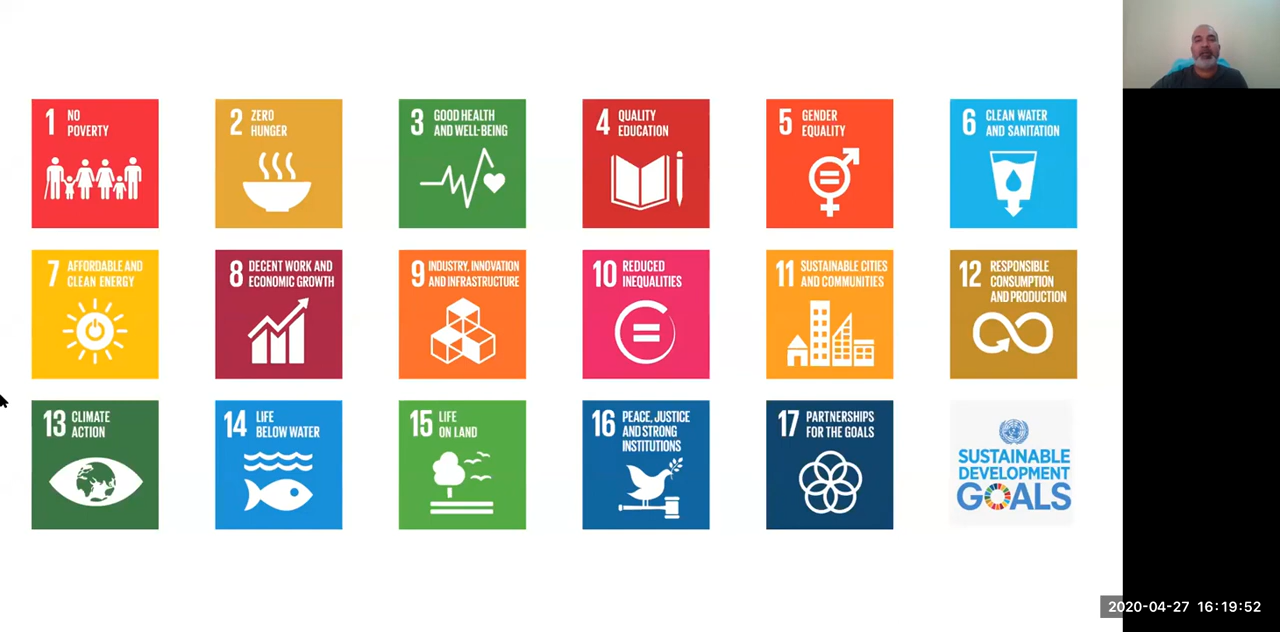 1 NO
POVERTY
2 ZERO
HUNGER
3 GOOD HEALTH
AND WELL-BEING
4 QUALITY
EDUCATION
5 GENDER
EQUALITY
6 CLEAN WATER
AND SANITATION
7 AFFORDABLE AND
CLEAN ENERGY
8 DECENT WORK AND
ECONOMIC GROWTH
9 INDUSTRY, INNOVATION
AND INFRASTRUCTURE
10 REDUCED
INEQUALITIES
11 SUSTAINABLE CITIES
AND COMMUNITIES
12 RESPONSIBLE
CONSUMPTION
AND PRODUCTION
13 CLIMATE
ACTION
14 LIFE
BELOW WATER
15 LIFE
ON LAND
16 PEACE, JUSTICE
AND STRONG
INSTITUTIONS
17 PARTNERSHIPS
FOR THE GOALS
SUSTAINABLE
DEVELOPMENT
GOALS
2020-04-27 16:19:52